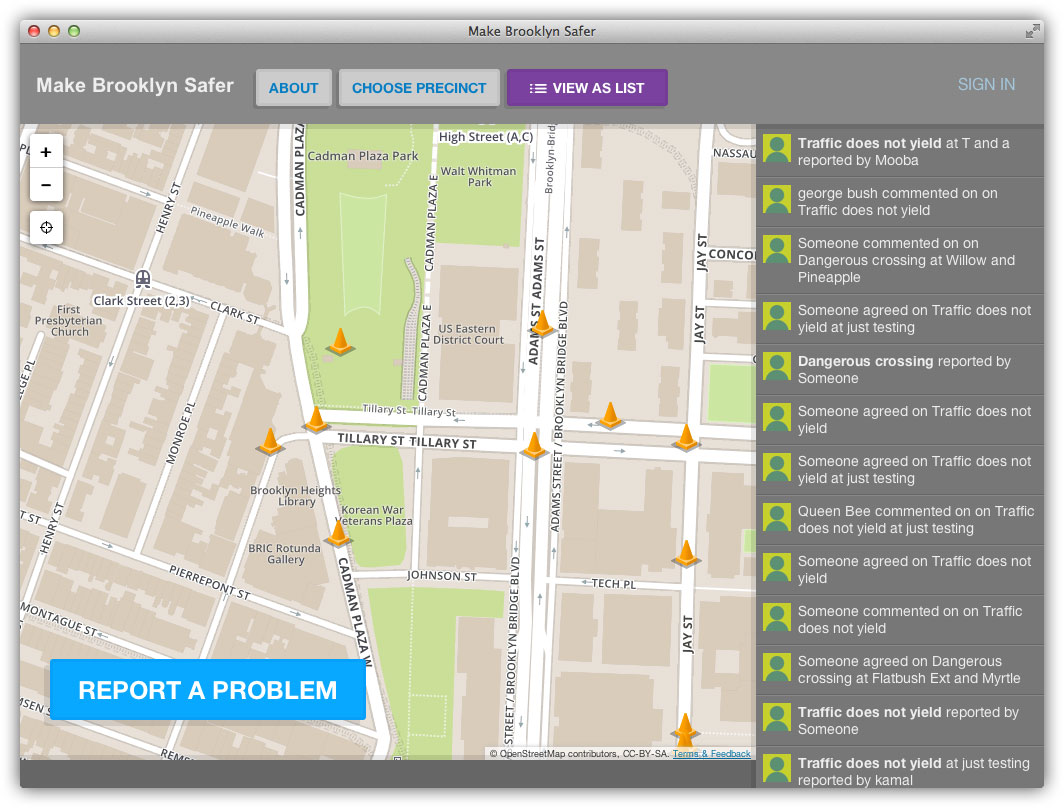 Make Brooklyn Safer
Make Brooklyn Safer
ABOUT
CHOOSE PRECINCT
VIEW AS LIST
SIGN IN
+
−
High Street (A,C)
Cadman Plaza Park
Walt Whitman
Park
CADMAN PLAZA
CADMAN PLAZA E
Brooklyn Brid
NASSAU
HENRY ST
Pineapple Walk
JAY ST
CONCO
ADAMS ST ADAMS ST
Clark Street (2,3)
CLARK ST
First
Presbyterian
Church
US Eastern
District Court
CADMAN PLAZA E
JAY ST
ADAMS STREET / BROOKLYN BRIDGE BLVD
MONROE PL
Tillary St Tillary St
TILLARY ST TILLARY ST
Brooklyn Heights
Library
Korean War
Veterans Plaza
HENRY ST
BRIC Rotunda
Gallery
PIERREPONT ST
JOHNSON ST
TECH PL
CADMAN PLAZA W
STREET / BROOKLYN BRIDGE BLVD
JAY ST
MONTAGUE ST
REPORT A PROBLEM
MSEN S
REMSE
© OpenStreetMap contributors, CC-BY-SA. Terms & Feedback
Traffic does not yield at T and a
reported by Mooba
george bush commented on on
Traffic does not yield
Someone commented on on
Dangerous crossing at Willow and
Pineapple
Someone agreed on Traffic does not
yield at just testing
Dangerous crossing reported by
Someone
Someone agreed on Traffic does not
yield
Someone agreed on Traffic does not
yield at just testing
Queen Bee commented on on Traffic
does not yield at just testing
Someone agreed on Traffic does not
yield
Someone commented on on Traffic
does not yield
Someone agreed on Dangerous
crossing at Flatbush Ext and Myrtle
Traffic does not yield reported by
Someone
Traffic does not yield at just testing
reported by kamal